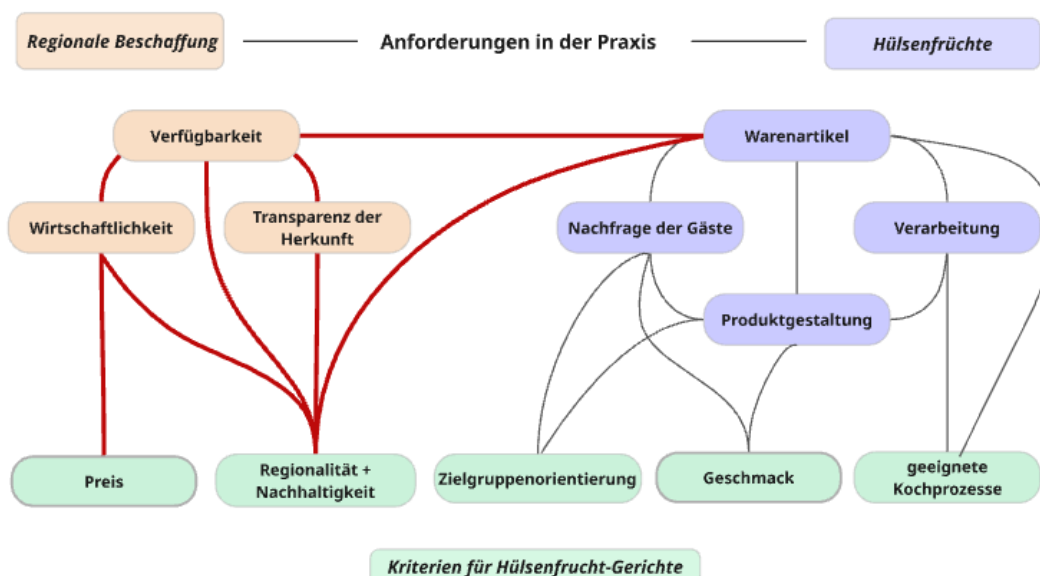 Regionale Beschaffung
Anforderungen in der Praxis
Hülsenfrüchte
Verfügbarkeit
Warenartikel
Wirtschaftlichkeit
Transparenz der
Herkunft
Nachfrage der Gäste
Verarbeitung
Produktgestaltung
Preis
Regionalität +
Nachhaltigkeit
Zielgruppenorientierung
Geschmack
geeignete
Kochprozesse
Kriterien für Hülsenfrucht-Gerichte